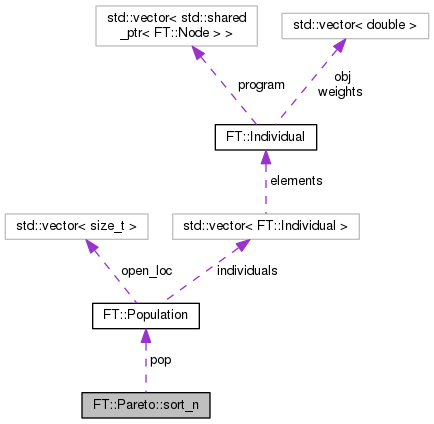 std::vector< std::shared
_ptr< FT::Node > >
std::vector< double >
program
obj
weights
FT::Individual
elements
std::vector< size_t >
std::vector< FT::Individual >
open_loc
individuals
FT::Population
pop
FT::Pareto::sort_n